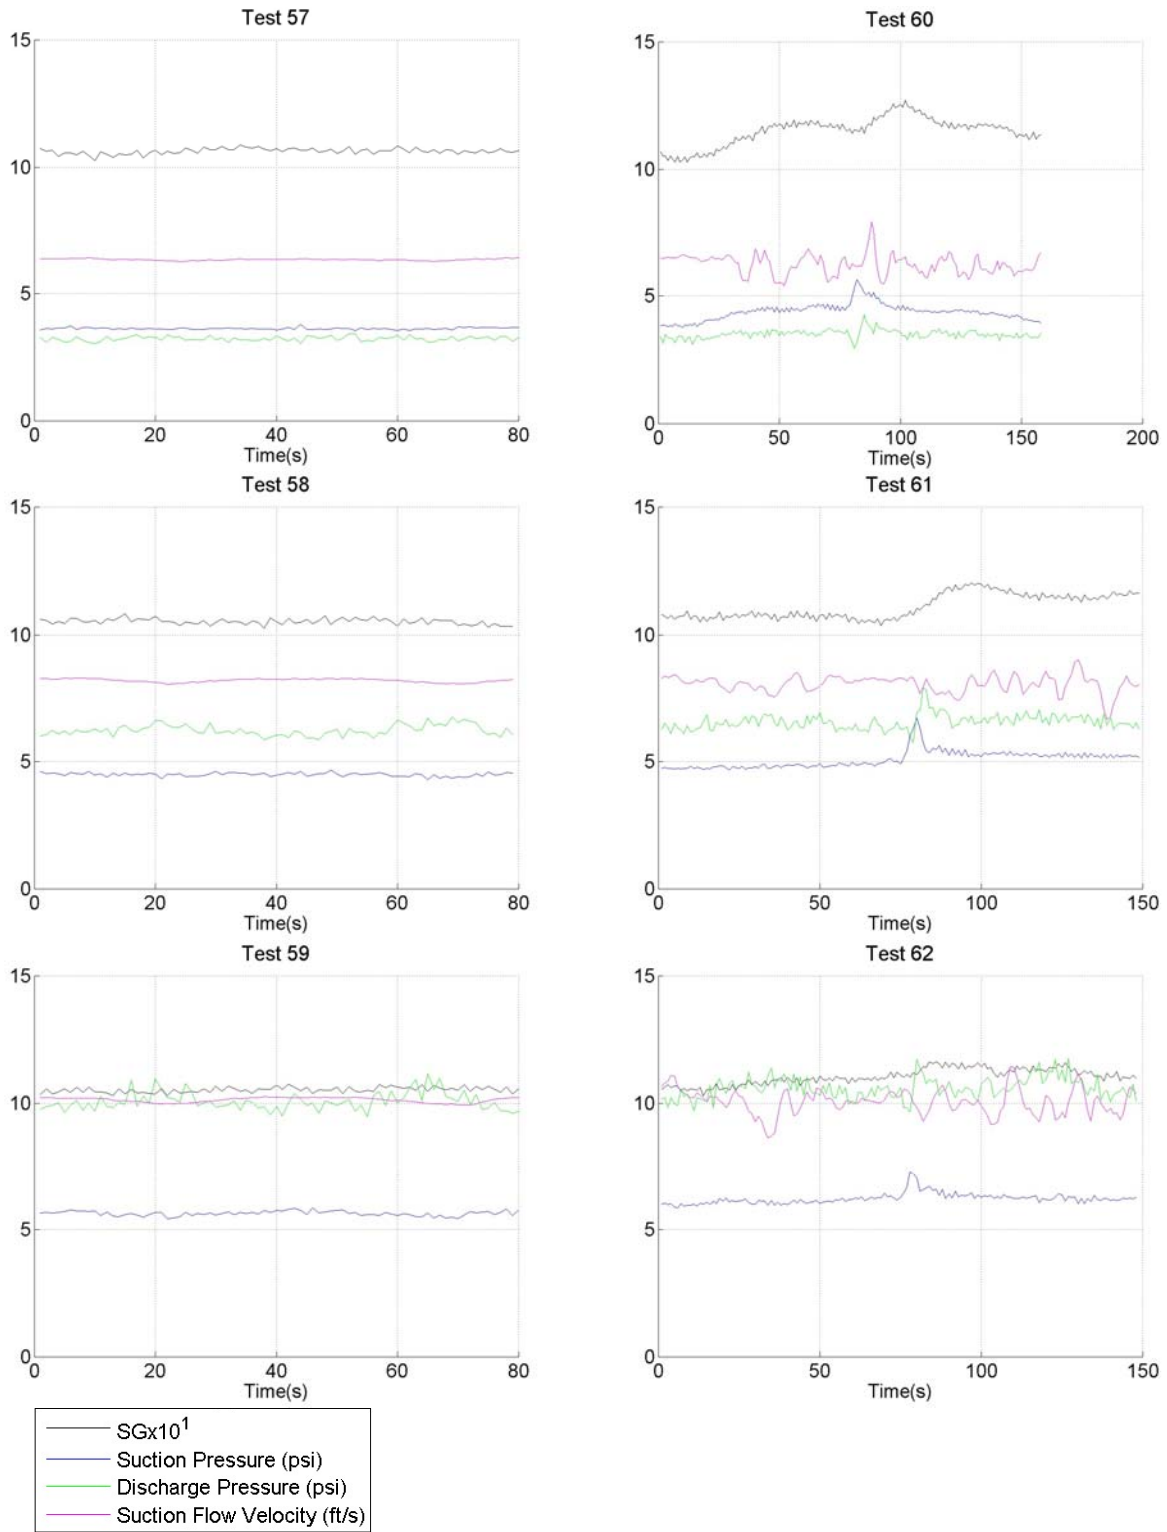 Test 57
15
10
5
0
0 20 40 60 80
Time(s)
Test 60
15
10
5
0
0 50 100 150 200
Time(s)
Test 58
15
10
5
0
0 20 40 60 80
Time(s)
Test 61
15
10
5
0
0 50 100 150
Time(s)
Test 59
15
10
5
0
0 20 40 60 80
Time(s)
Test 62
15
10
5
0
0 50 100 150
Time(s)
SGx10¹
Suction Pressure (psi)
Discharge Pressure (psi)
Suction Flow Velocity (ft/s)